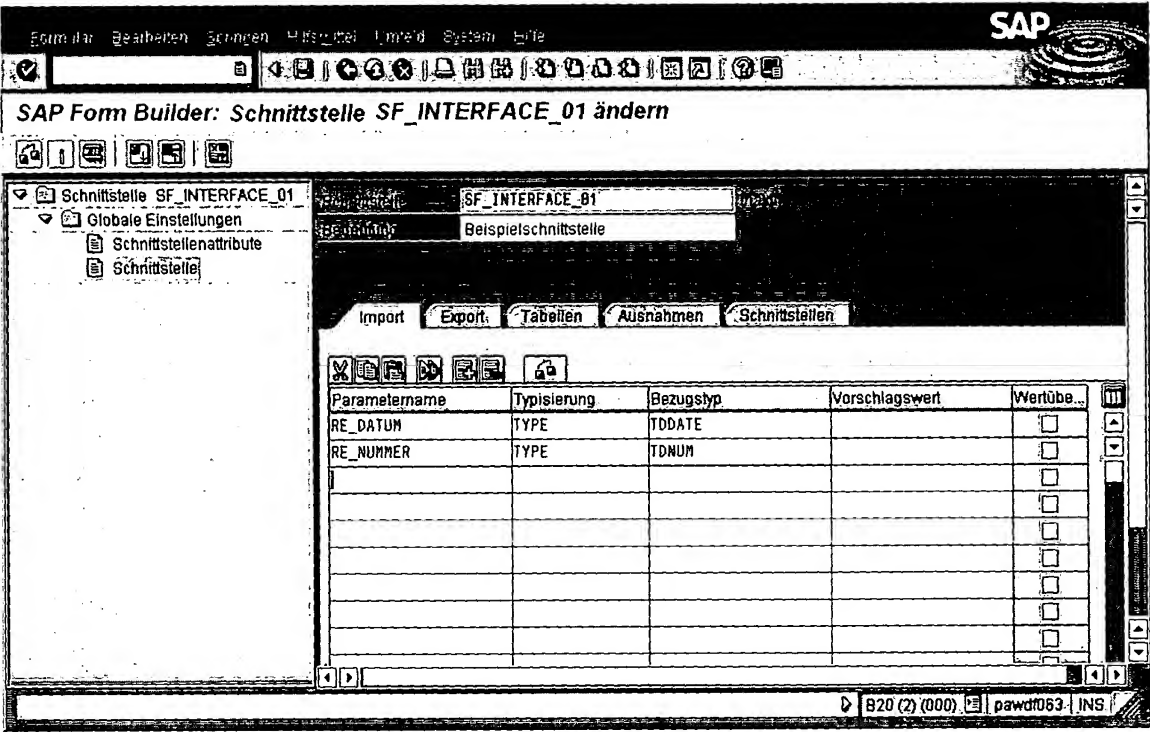 Formular Bearbeiten Springen Hilfsmittel Umfeld System Hilfe
SAP
SAP Form Builder: Schnittstelle SF_INTERFACE_01 ändern
Schnittstelle SF_INTERFACE_01
Globale Einstellungen
Schnittstellenattribute
Schnittstelle
SF_INTERFACE_01
Beispielschnittstelle
Import Export Tabellen Ausnahmen Schnittstellen
Parametername Typisierung Bezugstyp Vorschlagswert Wertübe...
RE_DATUM TYPE TDDATE
RE_NUMMER TYPE TDNUM
B20 (2) (000) pawdf063 INS